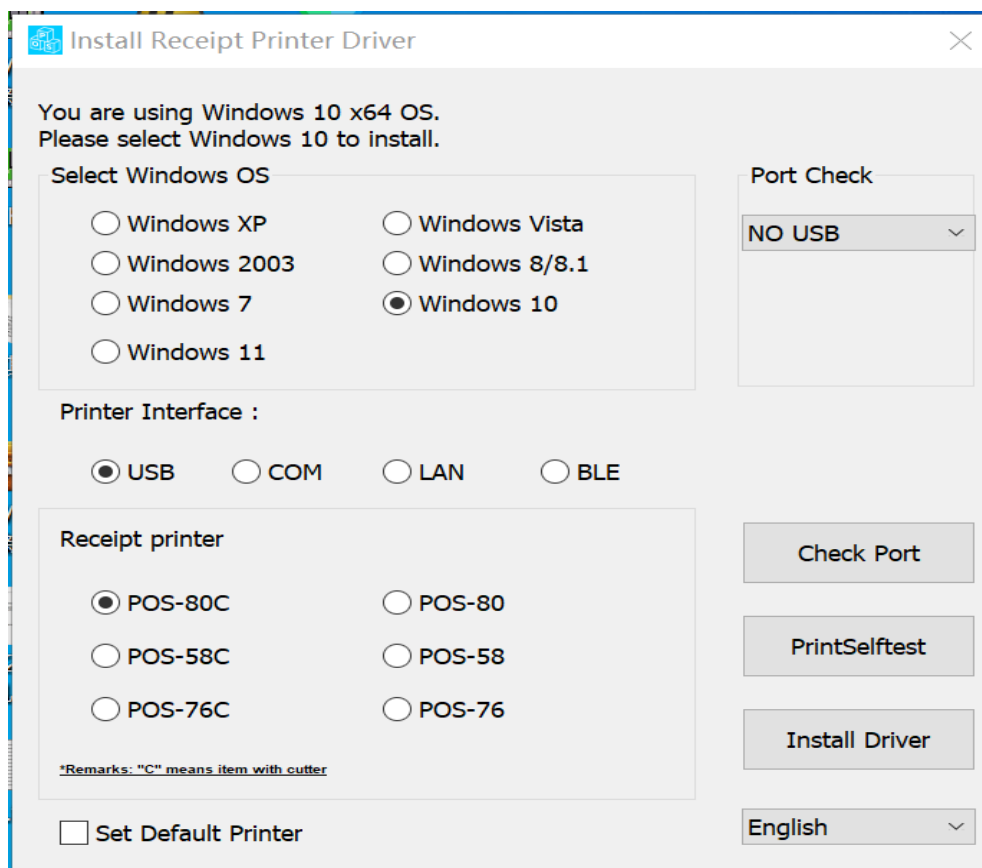 Install Receipt Printer Driver
You are using Windows 10 x64 OS.
Please select Windows 10 to install.
Select Windows OS
Port Check
Windows XP
Windows Vista
NO USB
Windows 2003
Windows 8/8.1
Windows 7
Windows 10
Windows 11
Printer Interface :
USB
COM
LAN
BLE
Receipt printer
Check Port
POS-80C
POS-80
PrintSelftest
POS-58C
POS-58
POS-76C
POS-76
Install Driver
*Remarks: "C" means item with cutter
Set Default Printer
English